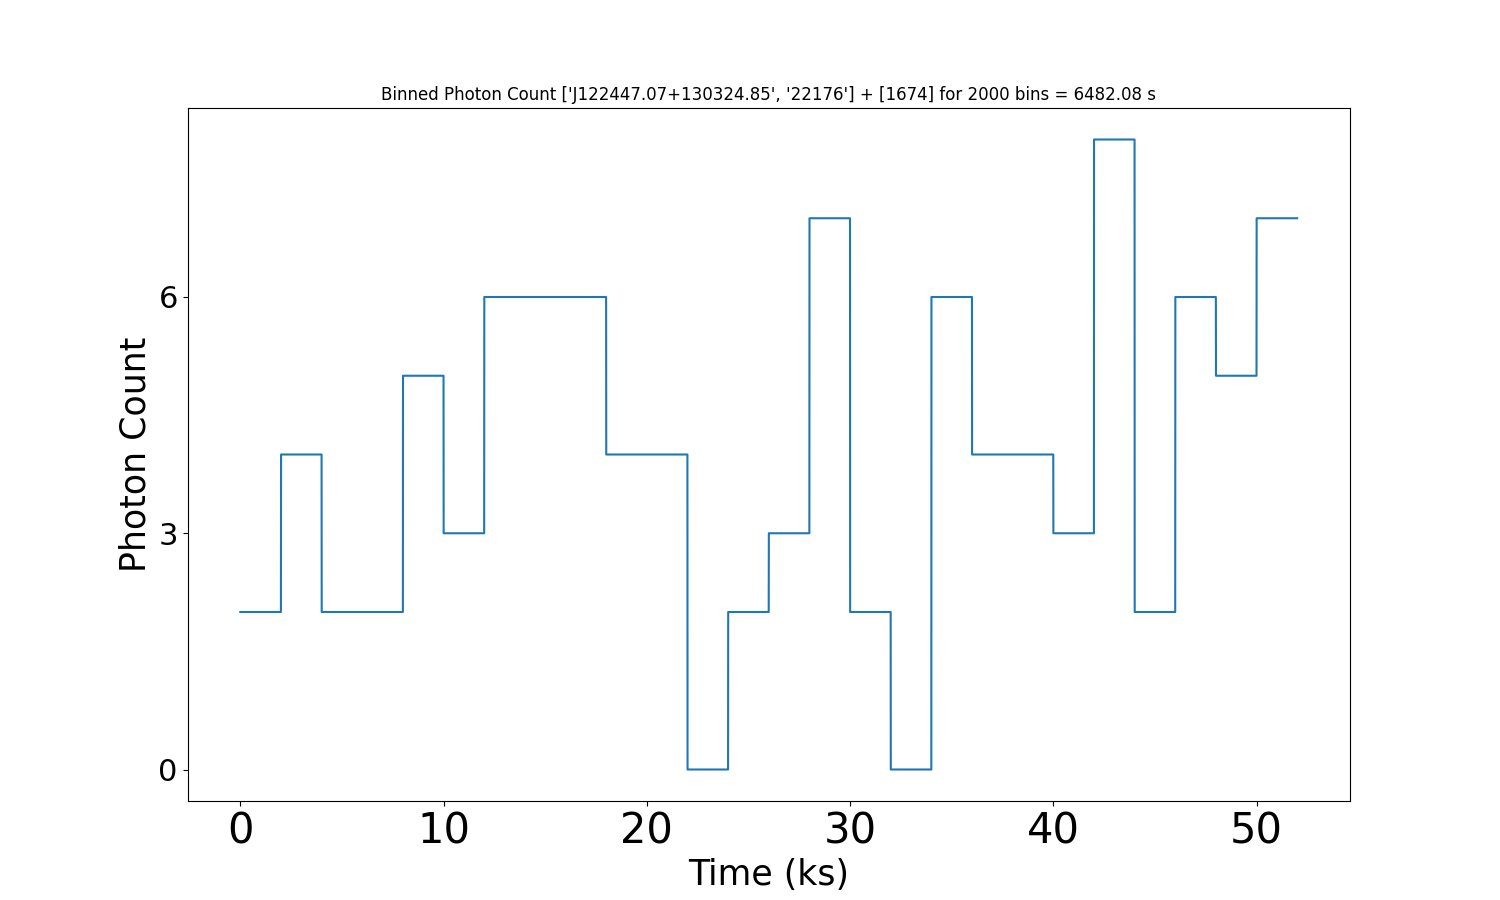 Binned Photon Count ['J122447.07+130324.85', '22176'] + [1674] for 2000 bins = 6482.08 s
6
3
0
Photon Count
0 10 20 30 40 50
Time (ks)